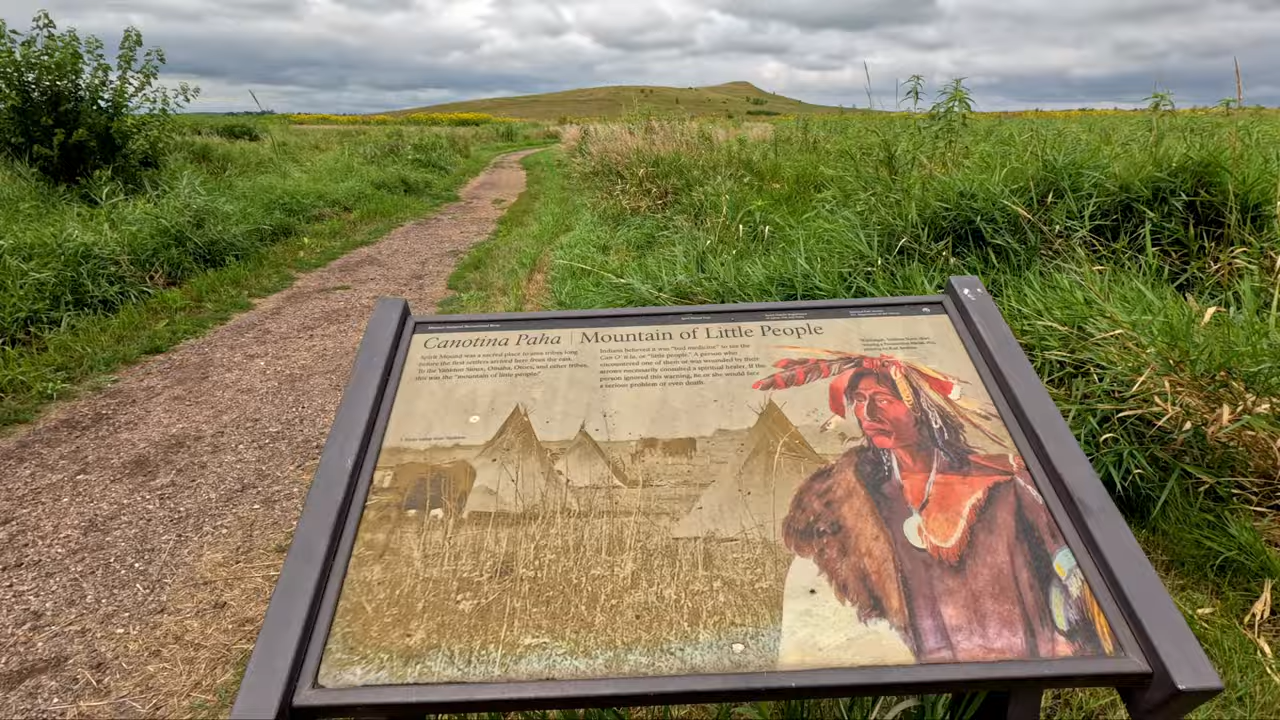 Canotina Paha | Mountain of Little People
Spirit Mound was a sacred place to area tribes long
before the first settlers arrived here from the east.
To the Yankton Sioux, Omaha, Otoes, and other tribes,
this was the "mountain of little people."
Indians believed it was "bad medicine" to see the
Can O' ti la, or "little people." A person who
encountered one of them or was wounded by their
arrows necessarily consulted a spiritual healer. If the
person ignored this warning, he or she would face
a serious problem or even death.